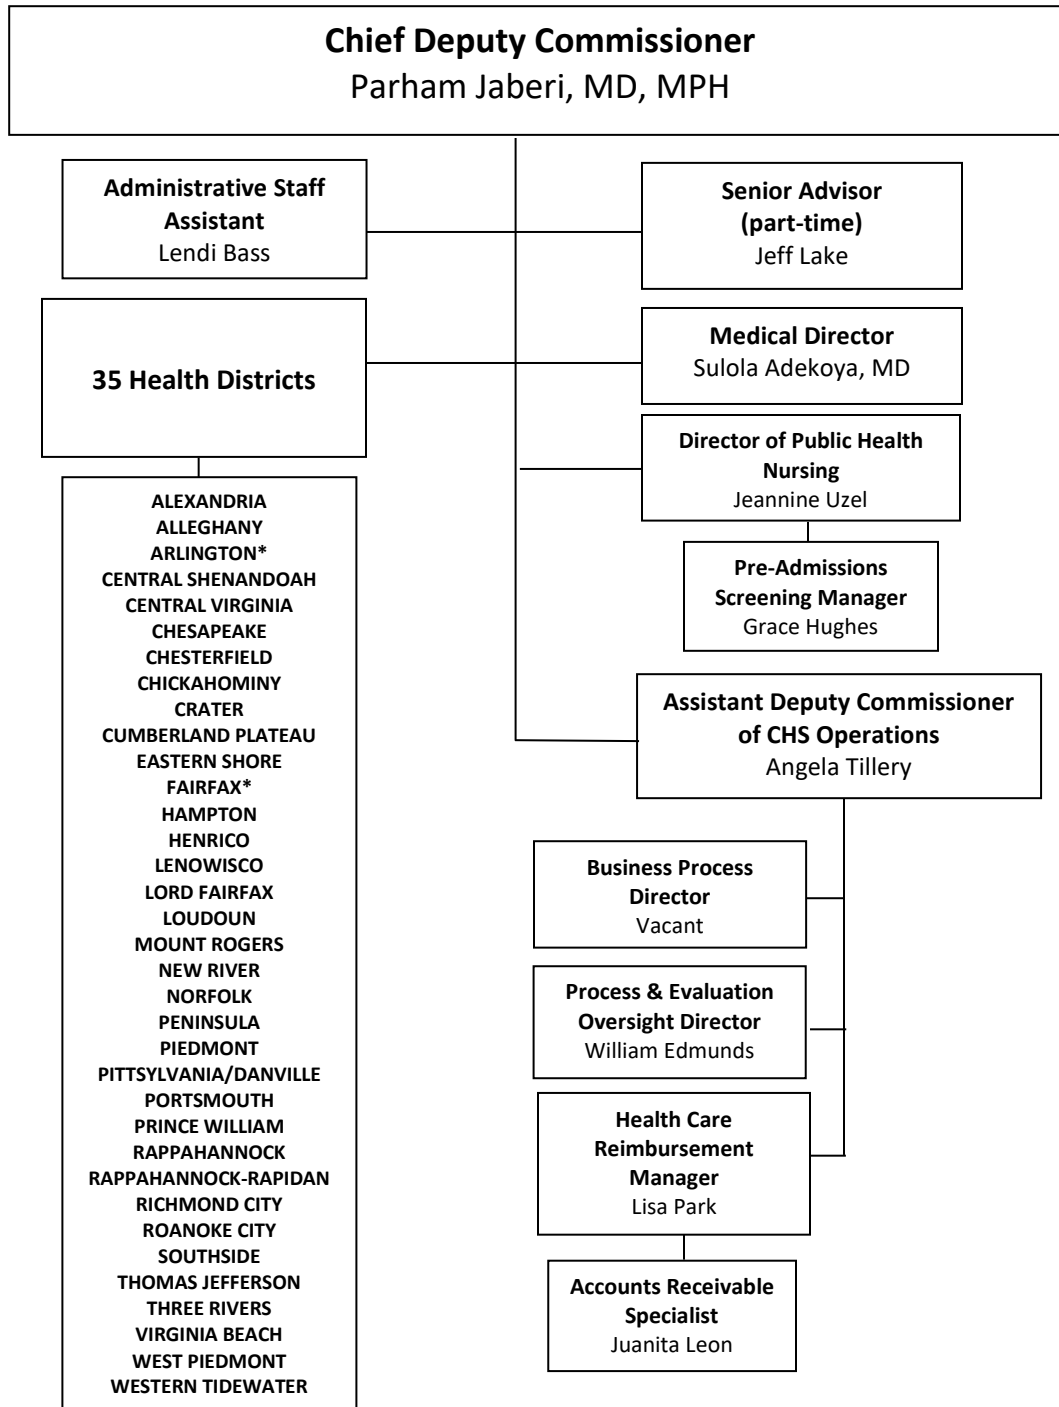 Chief Deputy Commissioner
Parham Jaberi, MD, MPH
Administrative Staff
Assistant
Lendi Bass
Senior Advisor
(part-time)
Jeff Lake
35 Health Districts
Medical Director
Sulola Adekoya, MD
Director of Public Health
Nursing
Jeannine Uzel
Pre-Admissions
Screening Manager
Grace Hughes
ALEXANDRIA
ALLEGHANY
ARLINGTON*
CENTRAL SHENANDOAH
CENTRAL VIRGINIA
CHESAPEAKE
CHESTERFIELD
CHICKAHOMINY
CRATER
CUMBERLAND PLATEAU
EASTERN SHORE
FAIRFAX*
HAMPTON
HENRICO
LENOWISCO
LORD FAIRFAX
LOUDOUN
MOUNT ROGERS
NEW RIVER
NORFOLK
PENINSULA
PIEDMONT
PITTSYLVANIA/DANVILLE
PORTSMOUTH
PRINCE WILLIAM
RAPPAHANNOCK
RAPPAHANNOCK-RAPIDAN
RICHMOND CITY
ROANOKE CITY
SOUTHSIDE
THOMAS JEFFERSON
THREE RIVERS
VIRGINIA BEACH
WEST PIEDMONT
WESTERN TIDEWATER
Assistant Deputy Commissioner
of CHS Operations
Angela Tillery
Business Process
Director
Vacant
Process & Evaluation
Oversight Director
William Edmunds
Health Care
Reimbursement
Manager
Lisa Park
Accounts Receivable
Specialist
Juanita Leon